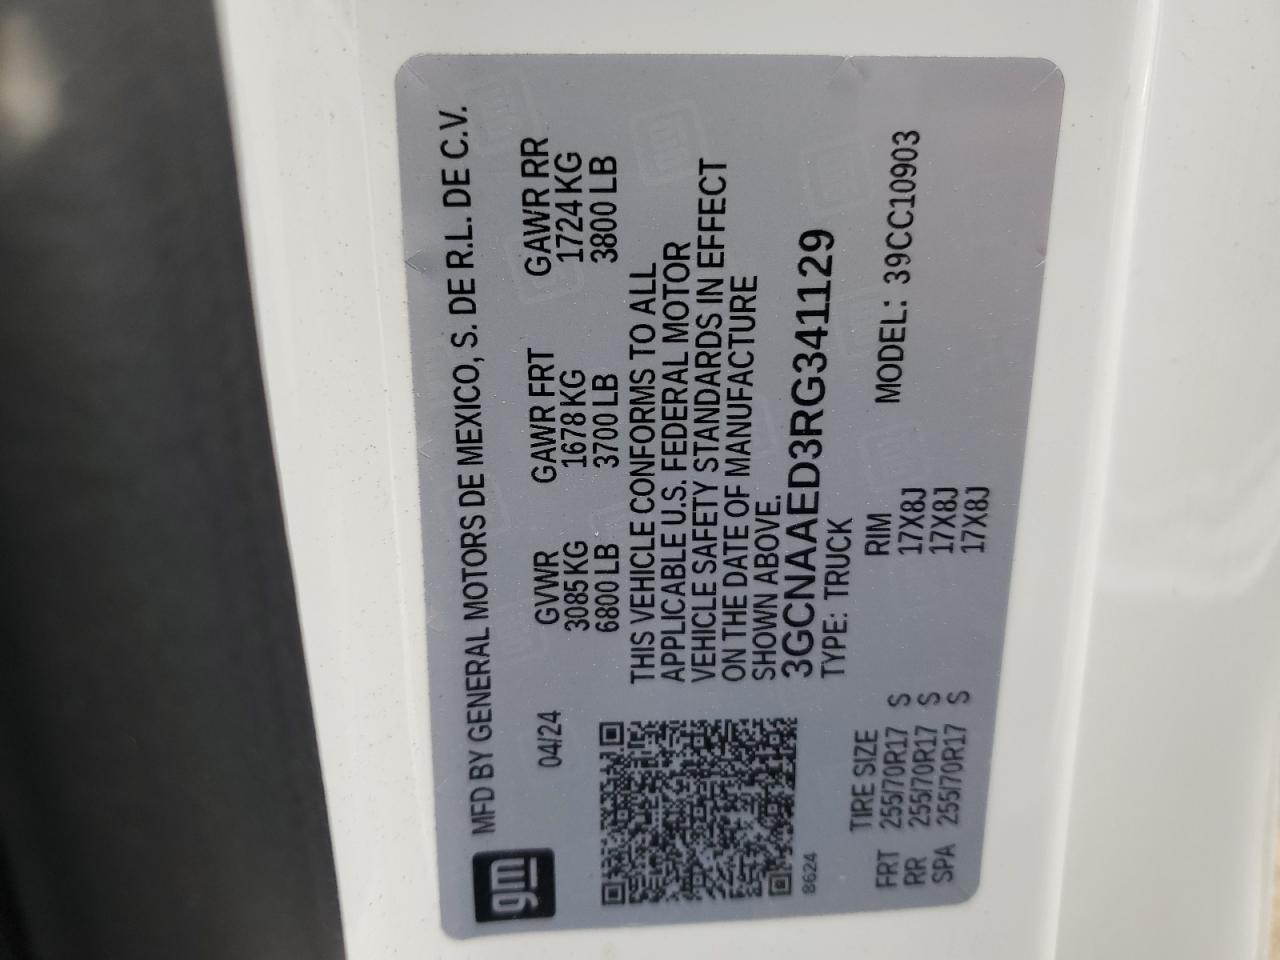 gm
MFD BY GENERAL MOTORS DE MEXICO, S. DE R.L. DE C.V.
04/24
GVWR GAWR FRT GAWR RR
3085 KG 1678 KG 1724 KG
6800 LB 3700 LB 3800 LB
THIS VEHICLE CONFORMS TO ALL
APPLICABLE U.S. FEDERAL MOTOR
VEHICLE SAFETY STANDARDS IN EFFECT
ON THE DATE OF MANUFACTURE
SHOWN ABOVE.
3GCNAAED3RG341129
TYPE: TRUCK
8624
MODEL: 39CC10903
TIRE SIZE RIM
FRT 255/70R17 S 17X8J
RR 255/70R17 S 17X8J
SPA 255/70R17 S 17X8J